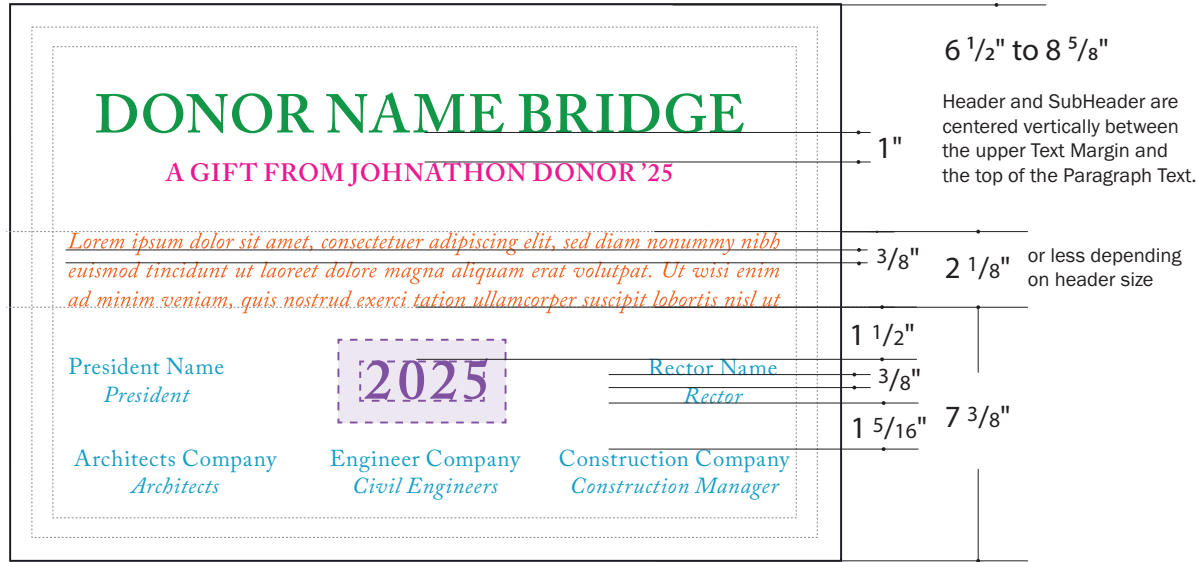 6 1/2" to 8 5/8"
DONOR NAME BRIDGE
Header and SubHeader are
centered vertically between
the upper Text Margin and
the top of the Paragraph Text.
1"
A GIFT FROM JOHNATHON DONOR ’25
Lorem ipsum dolor sit amet, consectetuer adipiscing elit, sed diam nonummy nibh
euismod tincidunt ut laoreet dolore magna aliquam erat volutpat. Ut wisi enim
ad minim veniam, quis nostrud exerci tation ullamcorper suscipit lobortis nisl ut
3/8"
2 1/8"
or less depending
on header size
1 1/2"
President Name
President
2025
Rector Name
Rector
3/8"
1 5/16"
7 3/8"
Architects Company
Architects
Engineer Company
Civil Engineers
Construction Company
Construction Manager